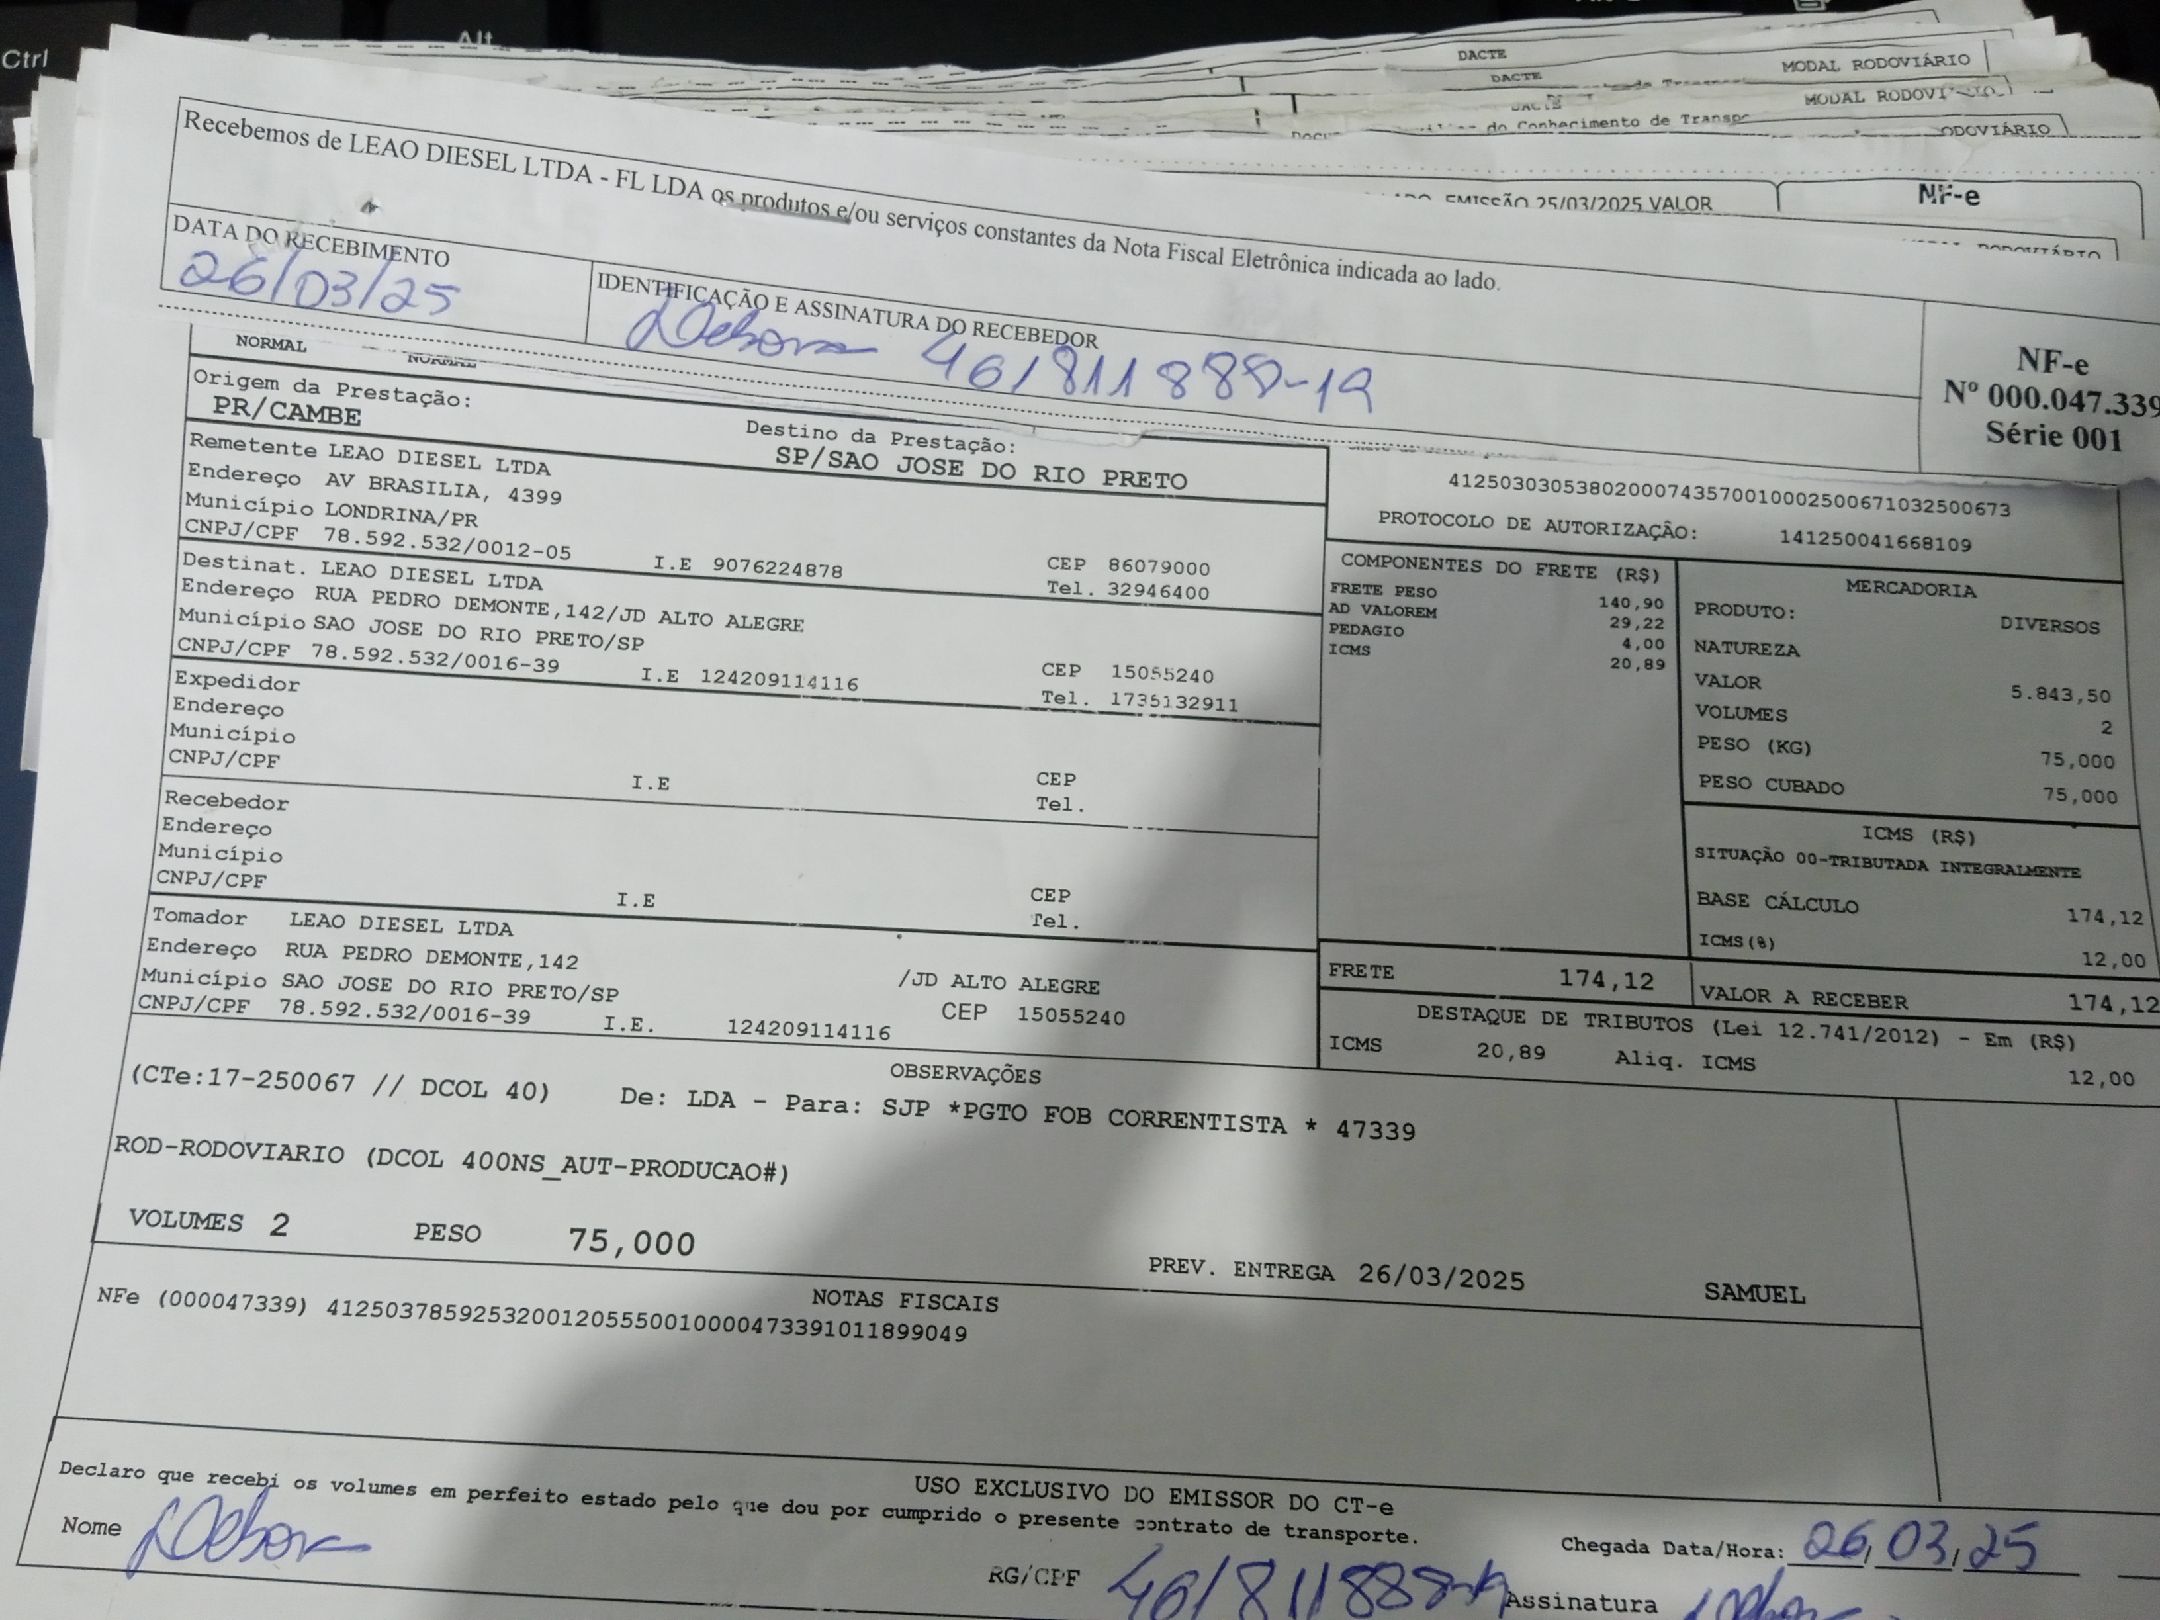 Ctrl
Alt
DACTE
MODAL RODOVIÁRIO
DACTE
MODAL
do Conhecimento de
ODOVIÁRIO
EMISSÃO 25/03/2025 VALOR
NF-e
Recebemos de LEAO DIESEL LTDA - FL LDA os produtos e/ou serviços constantes da Nota Fiscal Eletrônica indicada ao lado.
DATA DO RECEBIMENTO
26/03/25
IDENTIFICAÇÃO E ASSINATURA DO RECEBEDOR
Debora
NF-e
Nº 000.047.339
Série 001
NORMAL
NORMAL
Origem da Prestação:
PR/CAMBE
Destino da Prestação:
SP/SAO JOSE DO RIO PRETO
Remetente LEAO DIESEL LTDA
Endereço AV BRASILIA, 4399
Município LONDRINA/PR
CNPJ/CPF 78.592.532/0012-05 I.E 9076224878
CEP 86079000
Tel. 32946400
Destinat. LEAO DIESEL LTDA
Endereço RUA PEDRO DEMONTE,142/JD ALTO ALEGRE
Município SAO JOSE DO RIO PRETO/SP
CNPJ/CPF 78.592.532/0016-39 I.E 124209114116
CEP 15055240
Tel. 1735132911
Expedidor
Endereço
Município
CNPJ/CPF I.E
CEP
Tel.
Recebedor
Endereço
Município
CNPJ/CPF I.E
CEP
Tel.
Tomador LEAO DIESEL LTDA
Endereço RUA PEDRO DEMONTE,142 /JD ALTO ALEGRE
Município SAO JOSE DO RIO PRETO/SP CEP 15055240
CNPJ/CPF 78.592.532/0016-39 I.E. 124209114116
41250303053802000743570010002500671032500673
PROTOCOLO DE AUTORIZAÇÃO: 141250041668109
COMPONENTES DO FRETE (R$)
FRETE PESO 140,90
AD VALOREM 29,22
PEDAGIO 4,00
ICMS 20,89
MERCADORIA
PRODUTO: DIVERSOS
NATUREZA
VALOR 5.843,50
VOLUMES 2
PESO (KG) 75,000
PESO CUBADO 75,000
ICMS (R$)
SITUAÇÃO 00-TRIBUTADA INTEGRALMENTE
BASE CÁLCULO 174,12
ICMS(%) 12,00
FRETE 174,12
VALOR A RECEBER 174,12
DESTAQUE DE TRIBUTOS (Lei 12.741/2012) - Em (R$)
ICMS 20,89 Aliq. ICMS 12,00
OBSERVAÇÕES
(CTe:17-250067 // DCOL 40) De: LDA - Para: SJP *PGTO FOB CORRENTISTA * 47339
ROD-RODOVIARIO (DCOL 400NS_AUT-PRODUCAO#)
VOLUMES 2 PESO 75,000
PREV. ENTREGA 26/03/2025 SAMUEL
NOTAS FISCAIS
NFe (000047339) 41250378592532001205550010000473391011899049
USO EXCLUSIVO DO EMISSOR DO CT-e
Declaro que recebi os volumes em perfeito estado pelo que dou por cumprido o presente contrato de transporte.
Nome Debora
RG/CPF
Chegada Data/Hora: 26/03/25
Assinatura